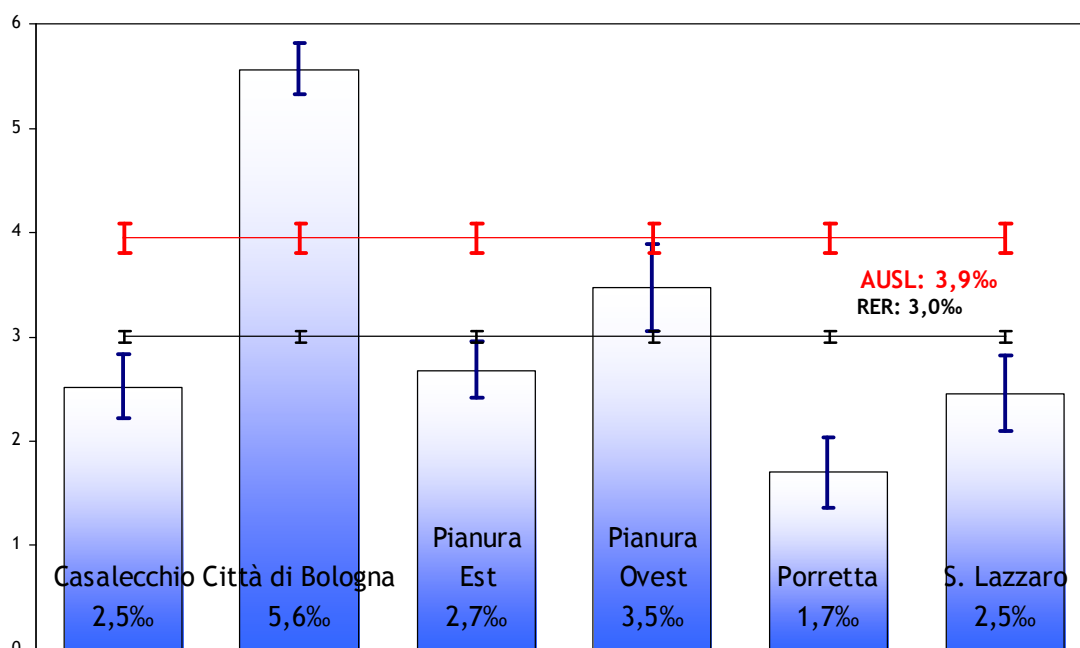 6
5
4
3
2
1
0
AUSL: 3,9‰
RER: 3,0‰
Casalecchio
2,5‰
Città di Bologna
5,6‰
Pianura
Est
2,7‰
Pianura
Ovest
3,5‰
Porretta
1,7‰
S. Lazzaro
2,5‰